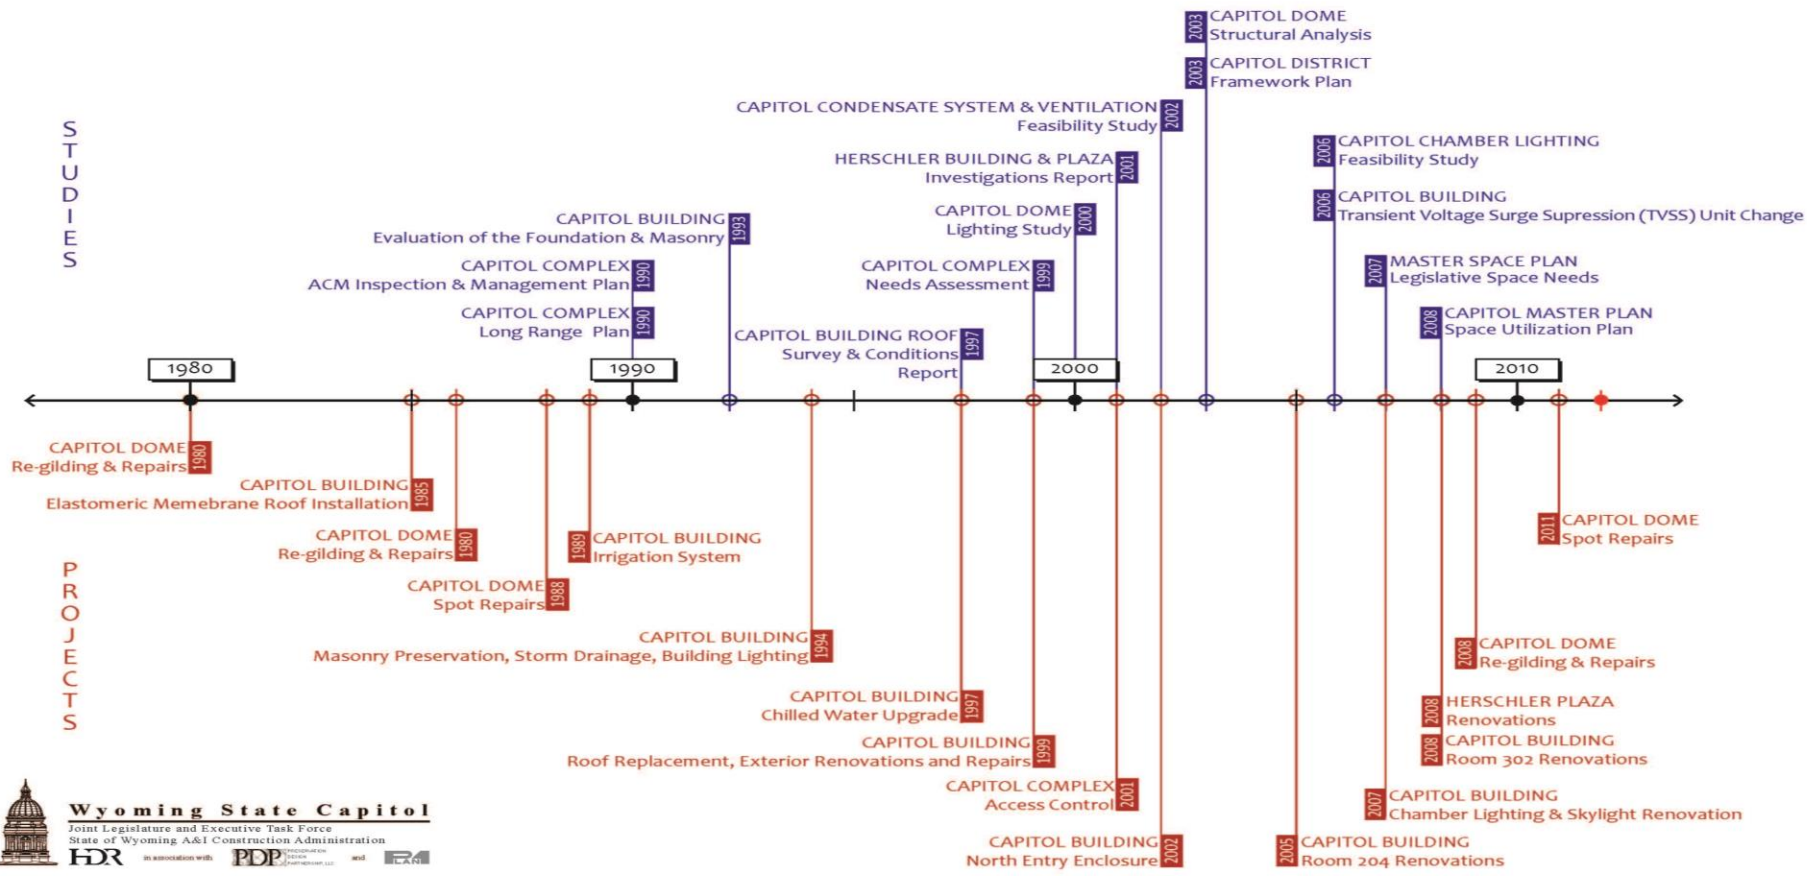 STUDIES
2003 CAPITOL DOME
Structural Analysis
2003 CAPITOL DISTRICT
Framework Plan
CAPITOL CONDENSATE SYSTEM & VENTILATION 2002
Feasibility Study
HERSCHLER BUILDING & PLAZA 2001
Investigations Report
2006 CAPITOL CHAMBER LIGHTING
Feasibility Study
2006 CAPITOL BUILDING
Transient Voltage Surge Supression (TVSS) Unit Change
CAPITOL BUILDING 1993
Evaluation of the Foundation & Masonry
CAPITOL DOME 2000
Lighting Study
CAPITOL COMPLEX 1990
ACM Inspection & Management Plan
CAPITOL COMPLEX 1999
Needs Assessment
2007 MASTER SPACE PLAN
Legislative Space Needs
CAPITOL COMPLEX 1990
Long Range Plan
CAPITOL BUILDING ROOF 1997
Survey & Conditions
Report
2008 CAPITOL MASTER PLAN
Space Utilization Plan
1980
1990
2000
2010
PROJECTS
CAPITOL DOME 1980
Re-gilding & Repairs
CAPITOL BUILDING 1985
Elastomeric Memebrane Roof Installation
CAPITOL DOME 1980
Re-gilding & Repairs
1989 CAPITOL BUILDING
Irrigation System
2011 CAPITOL DOME
Spot Repairs
CAPITOL DOME 1988
Spot Repairs
CAPITOL BUILDING 1994
Masonry Preservation, Storm Drainage, Building Lighting
2008 CAPITOL DOME
Re-gilding & Repairs
CAPITOL BUILDING 1997
Chilled Water Upgrade
2008 HERSCHLER PLAZA
Renovations
CAPITOL BUILDING 1999
Roof Replacement, Exterior Renovations and Repairs
2008 CAPITOL BUILDING
Room 302 Renovations
CAPITOL COMPLEX 2001
Access Control
2007 CAPITOL BUILDING
Chamber Lighting & Skylight Renovation
CAPITOL BUILDING 2002
North Entry Enclosure
2005 CAPITOL BUILDING
Room 204 Renovations
Wyoming State Capitol
Joint Legislature and Executive Task Force
State of Wyoming A&I Construction Administration
HDR in association with PDP and PLAN